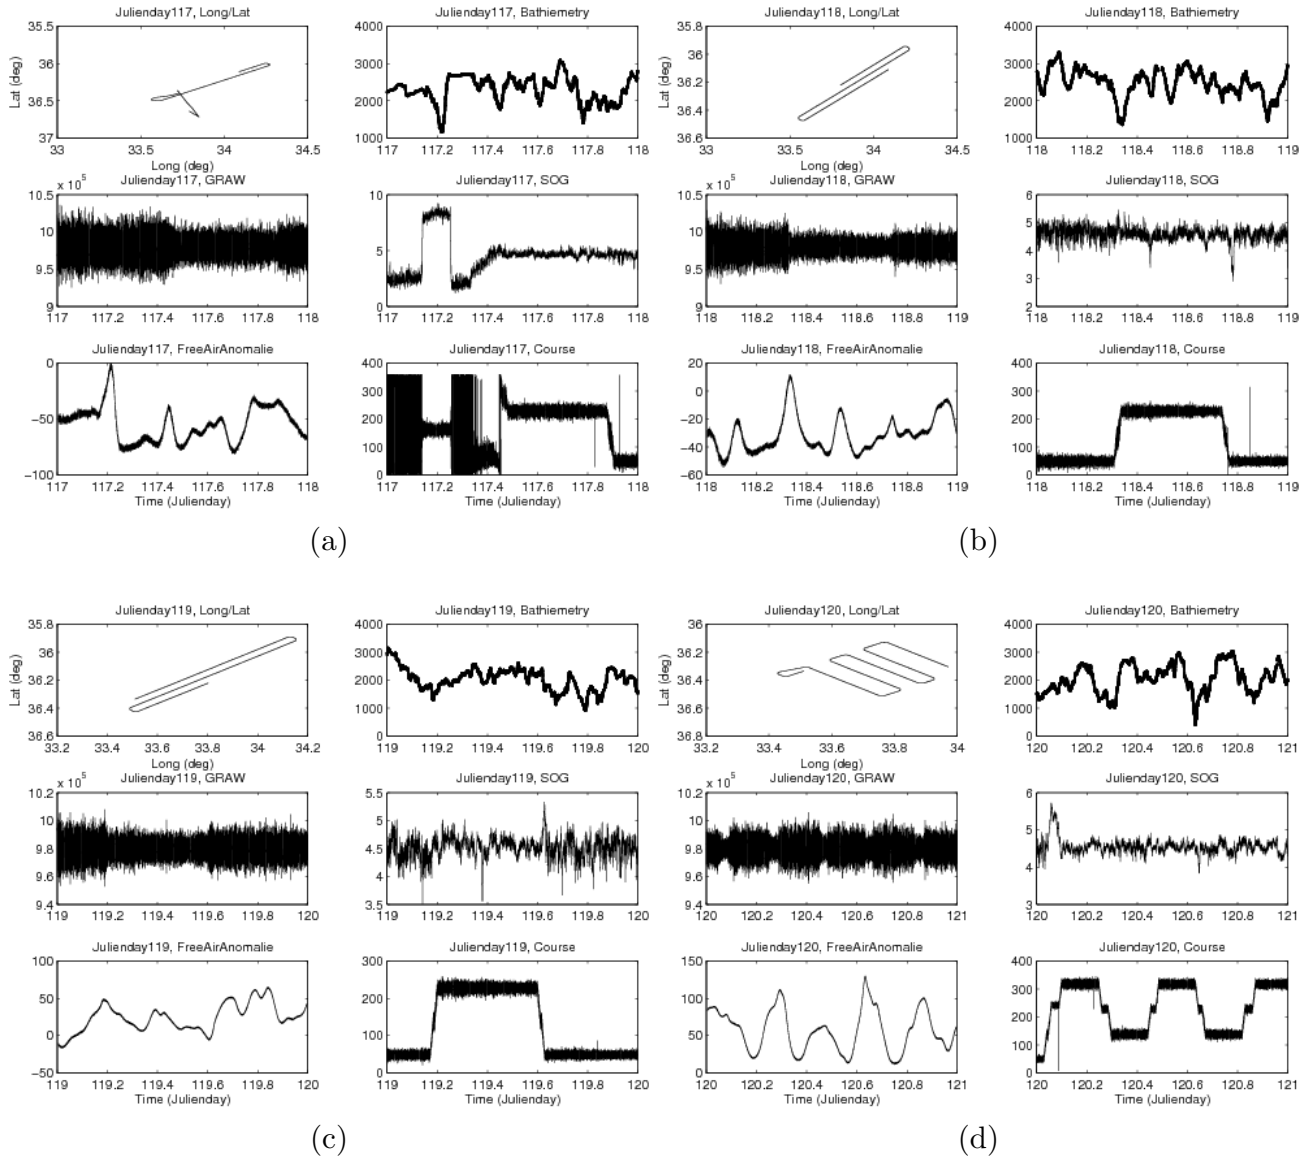 Julienday117, Long/Lat
35.5
36
36.5
37
Lat (deg)
33 33.5 34 34.5
Long (deg)
Julienday117, Bathiemetry
4000
3000
2000
1000
117 117.2 117.4 117.6 117.8 118
Julienday118, Long/Lat
35.8
36
36.2
36.4
36.6
Lat (deg)
33 33.5 34 34.5
Long (deg)
Julienday118, Bathiemetry
4000
3000
2000
1000
118 118.2 118.4 118.6 118.8 119
Julienday117, GRAW
x 10^5
10.5
10
9.5
9
117 117.2 117.4 117.6 117.8 118
Julienday117, SOG
10
5
0
117 117.2 117.4 117.6 117.8 118
Julienday118, GRAW
x 10^5
10.5
10
9.5
9
118 118.2 118.4 118.6 118.8 119
Julienday118, SOG
6
5
4
3
2
118 118.2 118.4 118.6 118.8 119
Julienday117, FreeAirAnomalie
−0
−50
−100
117 117.2 117.4 117.6 117.8 118
Time (Julienday)
Julienday117, Course
400
300
200
100
0
117 117.2 117.4 117.6 117.8 118
Time (Julienday)
Julienday118, FreeAirAnomalie
20
0
−20
−40
−60
118 118.2 118.4 118.6 118.8 119
Time (Julienday)
Julienday118, Course
400
300
200
100
0
118 118.2 118.4 118.6 118.8 119
Time (Julienday)
(a)
(b)
Julienday119, Long/Lat
35.8
36
36.2
36.4
36.6
Lat (deg)
33.2 33.4 33.6 33.8 34 34.2
Long (deg)
Julienday119, Bathiemetry
4000
3000
2000
1000
0
119 119.2 119.4 119.6 119.8 120
Julienday120, Long/Lat
36
36.2
36.4
36.6
36.8
Lat (deg)
33.2 33.4 33.6 33.8 34
Long (deg)
Julienday120, Bathiemetry
4000
3000
2000
1000
0
120 120.2 120.4 120.6 120.8 121
Julienday119, GRAW
x 10^5
10.2
10
9.8
9.6
9.4
119 119.2 119.4 119.6 119.8 120
Julienday119, SOG
5.5
4.5
3.5
119 119.2 119.4 119.6 119.8 120
Julienday120, GRAW
x 10^5
10.2
10
9.8
9.6
9.4
120 120.2 120.4 120.6 120.8 121
Julienday120, SOG
6
5
4
3
120 120.2 120.4 120.6 120.8 121
Julienday119, FreeAirAnomalie
100
50
0
−50
119 119.2 119.4 119.6 119.8 120
Time (Julienday)
Julienday119, Course
300
200
100
0
119 119.2 119.4 119.6 119.8 120
Time (Julienday)
Julienday120, FreeAirAnomalie
150
100
50
0
120 120.2 120.4 120.6 120.8 121
Time (Julienday)
Julienday120, Course
400
300
200
100
0
120 120.2 120.4 120.6 120.8 121
Time (Julienday)
(c)
(d)